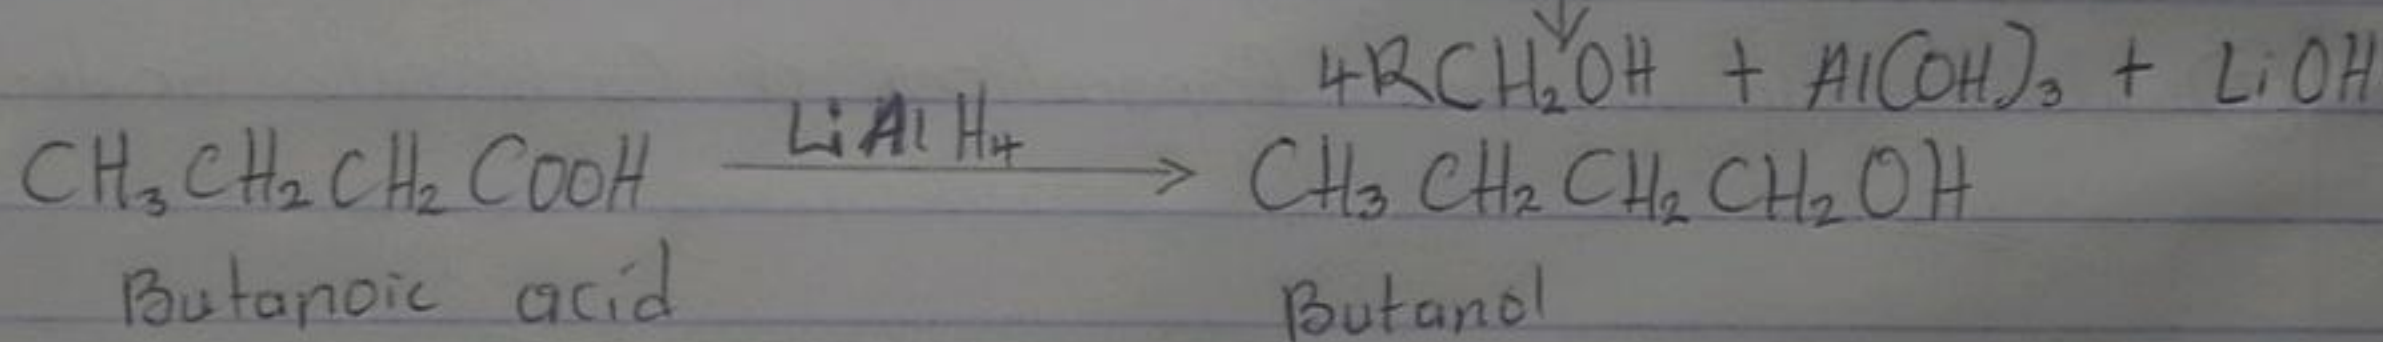 4RCH₂OH + Al(OH)₃ + LiOH
CH₃CH₂CH₂COOH LiAlH₄ → CH₃CH₂CH₂CH₂OH
Butanoic acid Butanol